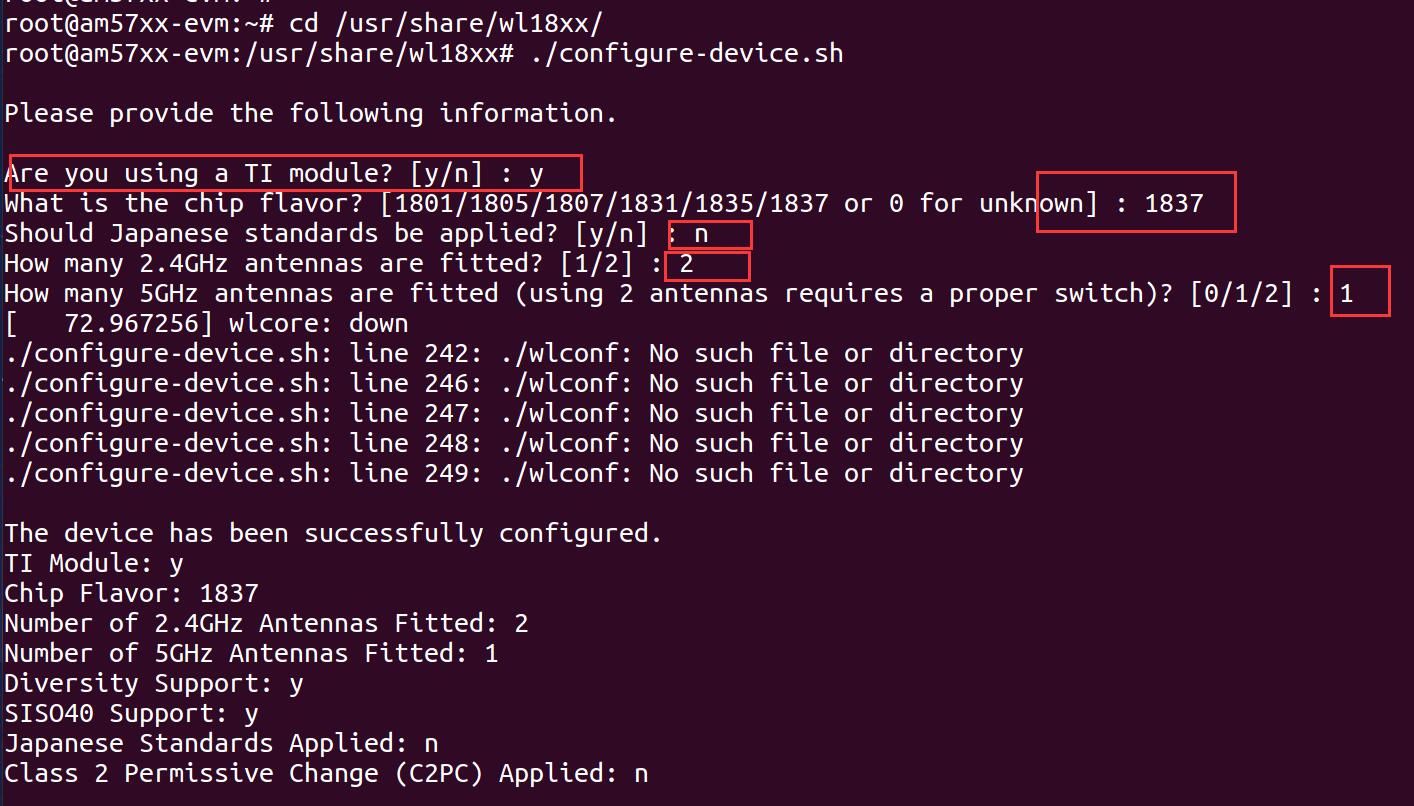 root@am57xx-evm:~# cd /usr/share/wl18xx/
root@am57xx-evm:/usr/share/wl18xx# ./configure-device.sh
Please provide the following information.
Are you using a TI module? [y/n] : y
What is the chip flavor? [1801/1805/1807/1831/1835/1837 or 0 for unknown] : 1837
Should Japanese standards be applied? [y/n] : n
How many 2.4GHz antennas are fitted? [1/2] : 2
How many 5GHz antennas are fitted (using 2 antennas requires a proper switch)? [0/1/2] : 1
[   72.967256] wlcore: down
./configure-device.sh: line 242: ./wlconf: No such file or directory
./configure-device.sh: line 246: ./wlconf: No such file or directory
./configure-device.sh: line 247: ./wlconf: No such file or directory
./configure-device.sh: line 248: ./wlconf: No such file or directory
./configure-device.sh: line 249: ./wlconf: No such file or directory
The device has been successfully configured.
TI Module: y
Chip Flavor: 1837
Number of 2.4GHz Antennas Fitted: 2
Number of 5GHz Antennas Fitted: 1
Diversity Support: y
SISO40 Support: y
Japanese Standards Applied: n
Class 2 Permissive Change (C2PC) Applied: n